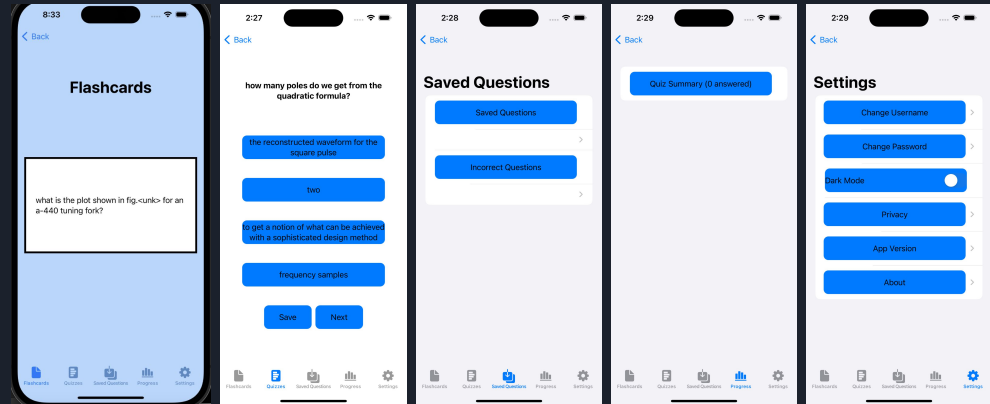 8:33
Back
Flashcards
what is the plot shown in fig.<unk> for an
a-440 tuning fork?
Flashcards Quizzes Saved Questions Progress Settings
2:27
Back
how many poles do we get from the
quadratic formula?
the reconstructed waveform for the
square pulse
two
to get a notion of what can be achieved
with a sophisticated design method
frequency samples
Save Next
Flashcards Quizzes Saved Questions Progress Settings
2:28
Back
Saved Questions
Saved Questions
Incorrect Questions
Flashcards Quizzes Saved Questions Progress Settings
2:29
Back
Quiz Summary (0 answered)
Flashcards Quizzes Saved Questions Progress Settings
2:29
Back
Settings
Change Username
Change Password
Dark Mode
Privacy
App Version
About
Flashcards Quizzes Saved Questions Progress Settings